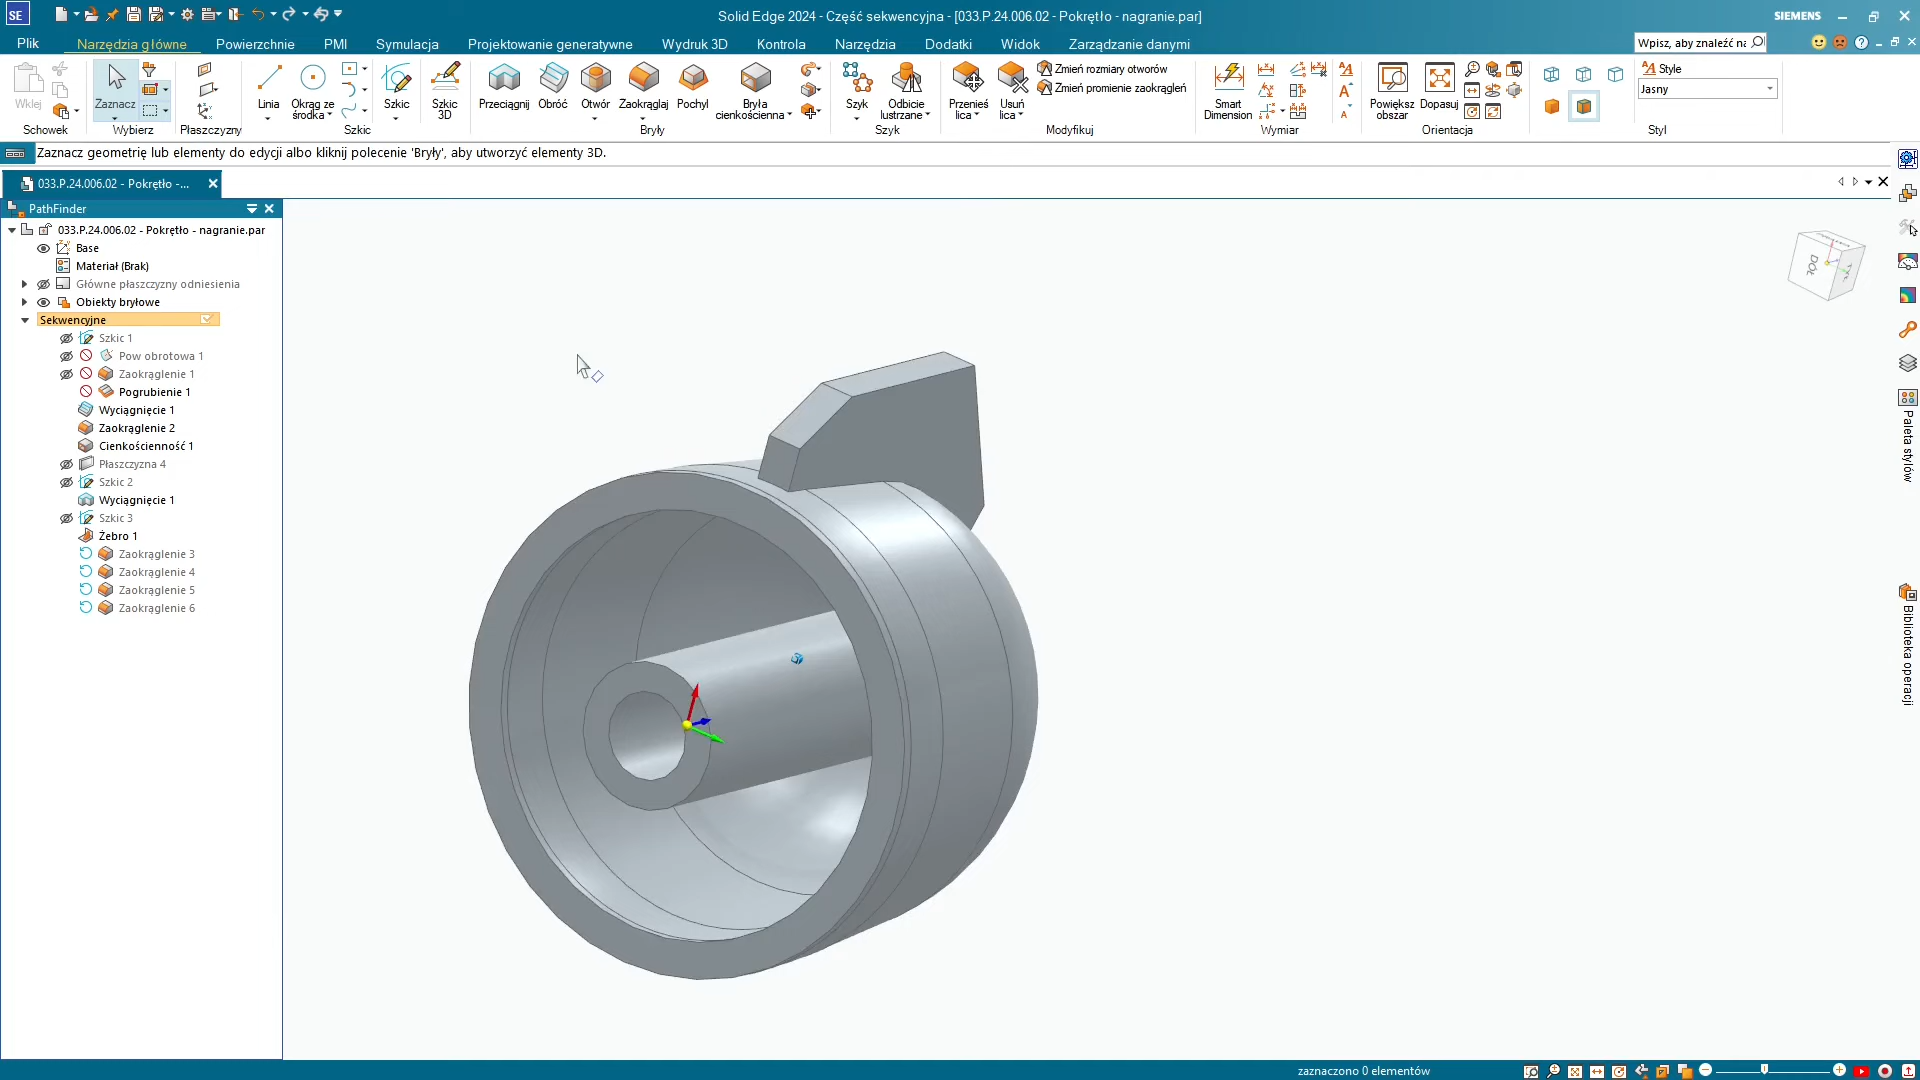 Solid Edge 2024 - Część sekwencyjna - [033.P.24.006.02 - Pokrętło - nagranie.par]
SIEMENS
SE
Plik
Narzędzia główne
Powierzchnie
PMI
Symulacja
Projektowanie generatywne
Wydruk 3D
Kontrola
Narzędzia
Dodatki
Widok
Zarządzanie danymi
Wpisz, aby znaleźć na
Wklej
Schowek
Zaznacz
Wybierz
Płaszczyzny
Linia
Okrąg ze środka
Szkic
Szkic
3D
Szkic
Przeciągnij
Obróć
Otwór
Zaokrąglaj
Pochyl
Bryła cienkościenna
Bryły
Szyk
Odbicie lustrzane
Szyk
Przenieś lica
Usuń lica
Zmień rozmiary otworów
Zmień promienie zaokrągleń
Modyfikuj
Smart Dimension
Wymiar
Powiększ obszar
Dopasuj
Orientacja
Style
Jasny
Styl
Zaznacz geometrię lub elementy do edycji albo kliknij polecenie 'Bryły', aby utworzyć elementy 3D.
033.P.24.006.02 - Pokrętło -...
PathFinder
033.P.24.006.02 - Pokrętło - nagranie.par
Base
Materiał (Brak)
Główne płaszczyzny odniesienia
Obiekty bryłowe
Sekwencyjne
Szkic 1
Pow obrotowa 1
Zaokrąglenie 1
Pogrubienie 1
Wyciągnięcie 1
Zaokrąglenie 2
Cienkościenność 1
Płaszczyzna 4
Szkic 2
Wyciągnięcie 1
Szkic 3
Żebro 1
Zaokrąglenie 3
Zaokrąglenie 4
Zaokrąglenie 5
Zaokrąglenie 6
DÓŁ
Paleta stylów
Biblioteka operacji
zaznaczono 0 elementów